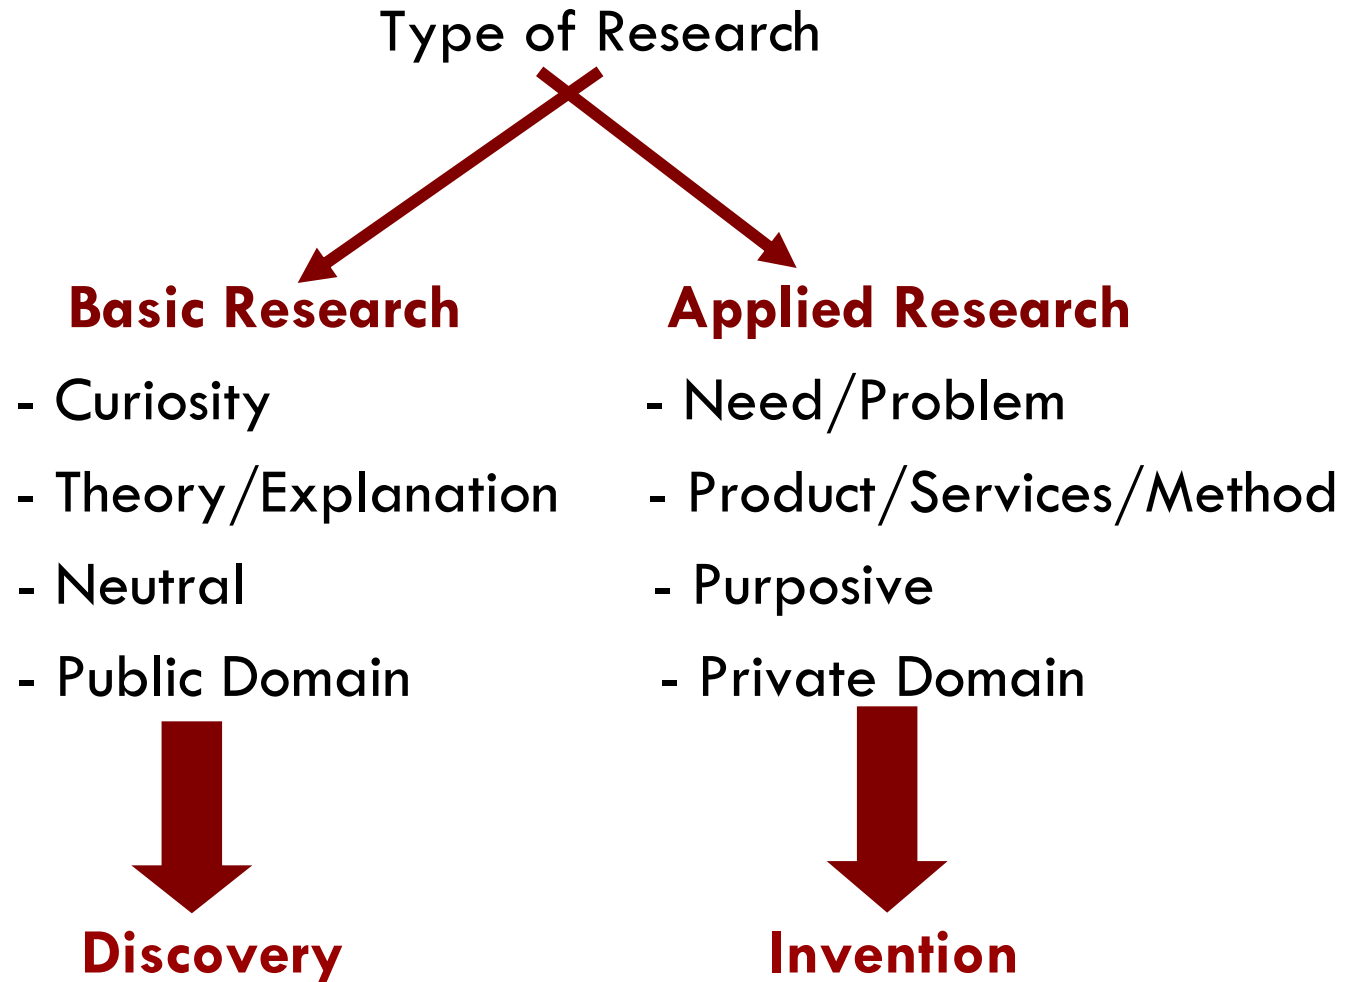 Type of Research
Basic Research
- Curiosity
- Theory/Explanation
- Neutral
- Public Domain
Discovery
Applied Research
- Need/Problem
- Product/Services/Method
- Purposive
- Private Domain
Invention